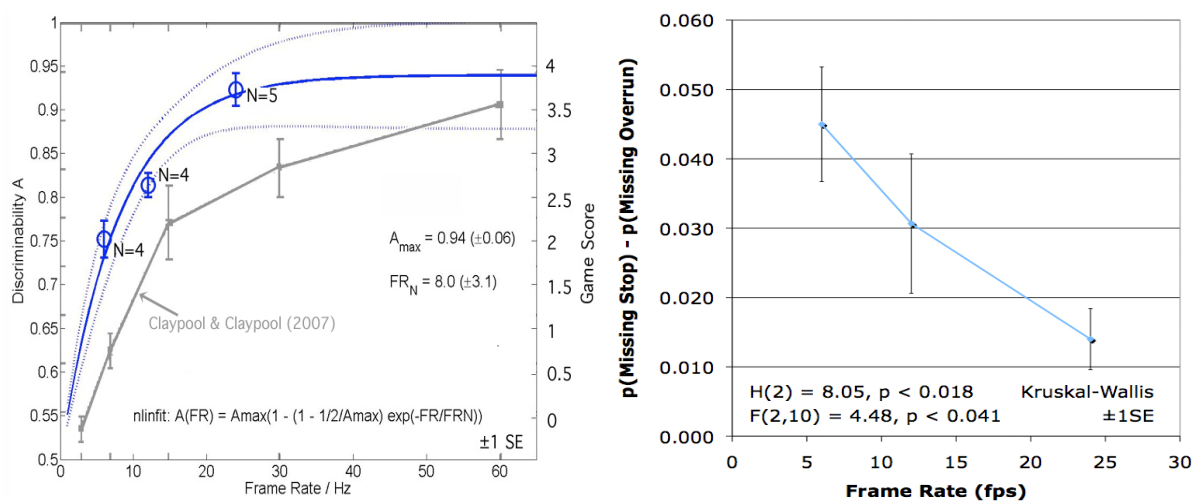 1
0.95
0.9
0.85
0.8
0.75
0.7
0.65
0.6
0.55
0.5
Discriminability A
N=5
N=4
N=4
A max = 0.94 (±0.06)
FR N = 8.0 (±3.1)
Claypool & Claypool (2007)
nlinfit: A(FR) = Amax(1 - (1 - 1/2/Amax) exp(-FR/FRN))
±1 SE
4
3.5
3
2.5
2
1.5
1
0.5
0
Game Score
0 10 20 30 40 50 60
Frame Rate / Hz
0.060
0.050
0.040
0.030
0.020
0.010
0.000
p(Missing Stop) - p(Missing Overrun)
H(2) = 8.05, p < 0.018 Kruskal-Wallis
F(2,10) = 4.48, p < 0.041 ±1SE
0 5 10 15 20 25 30
Frame Rate (fps)